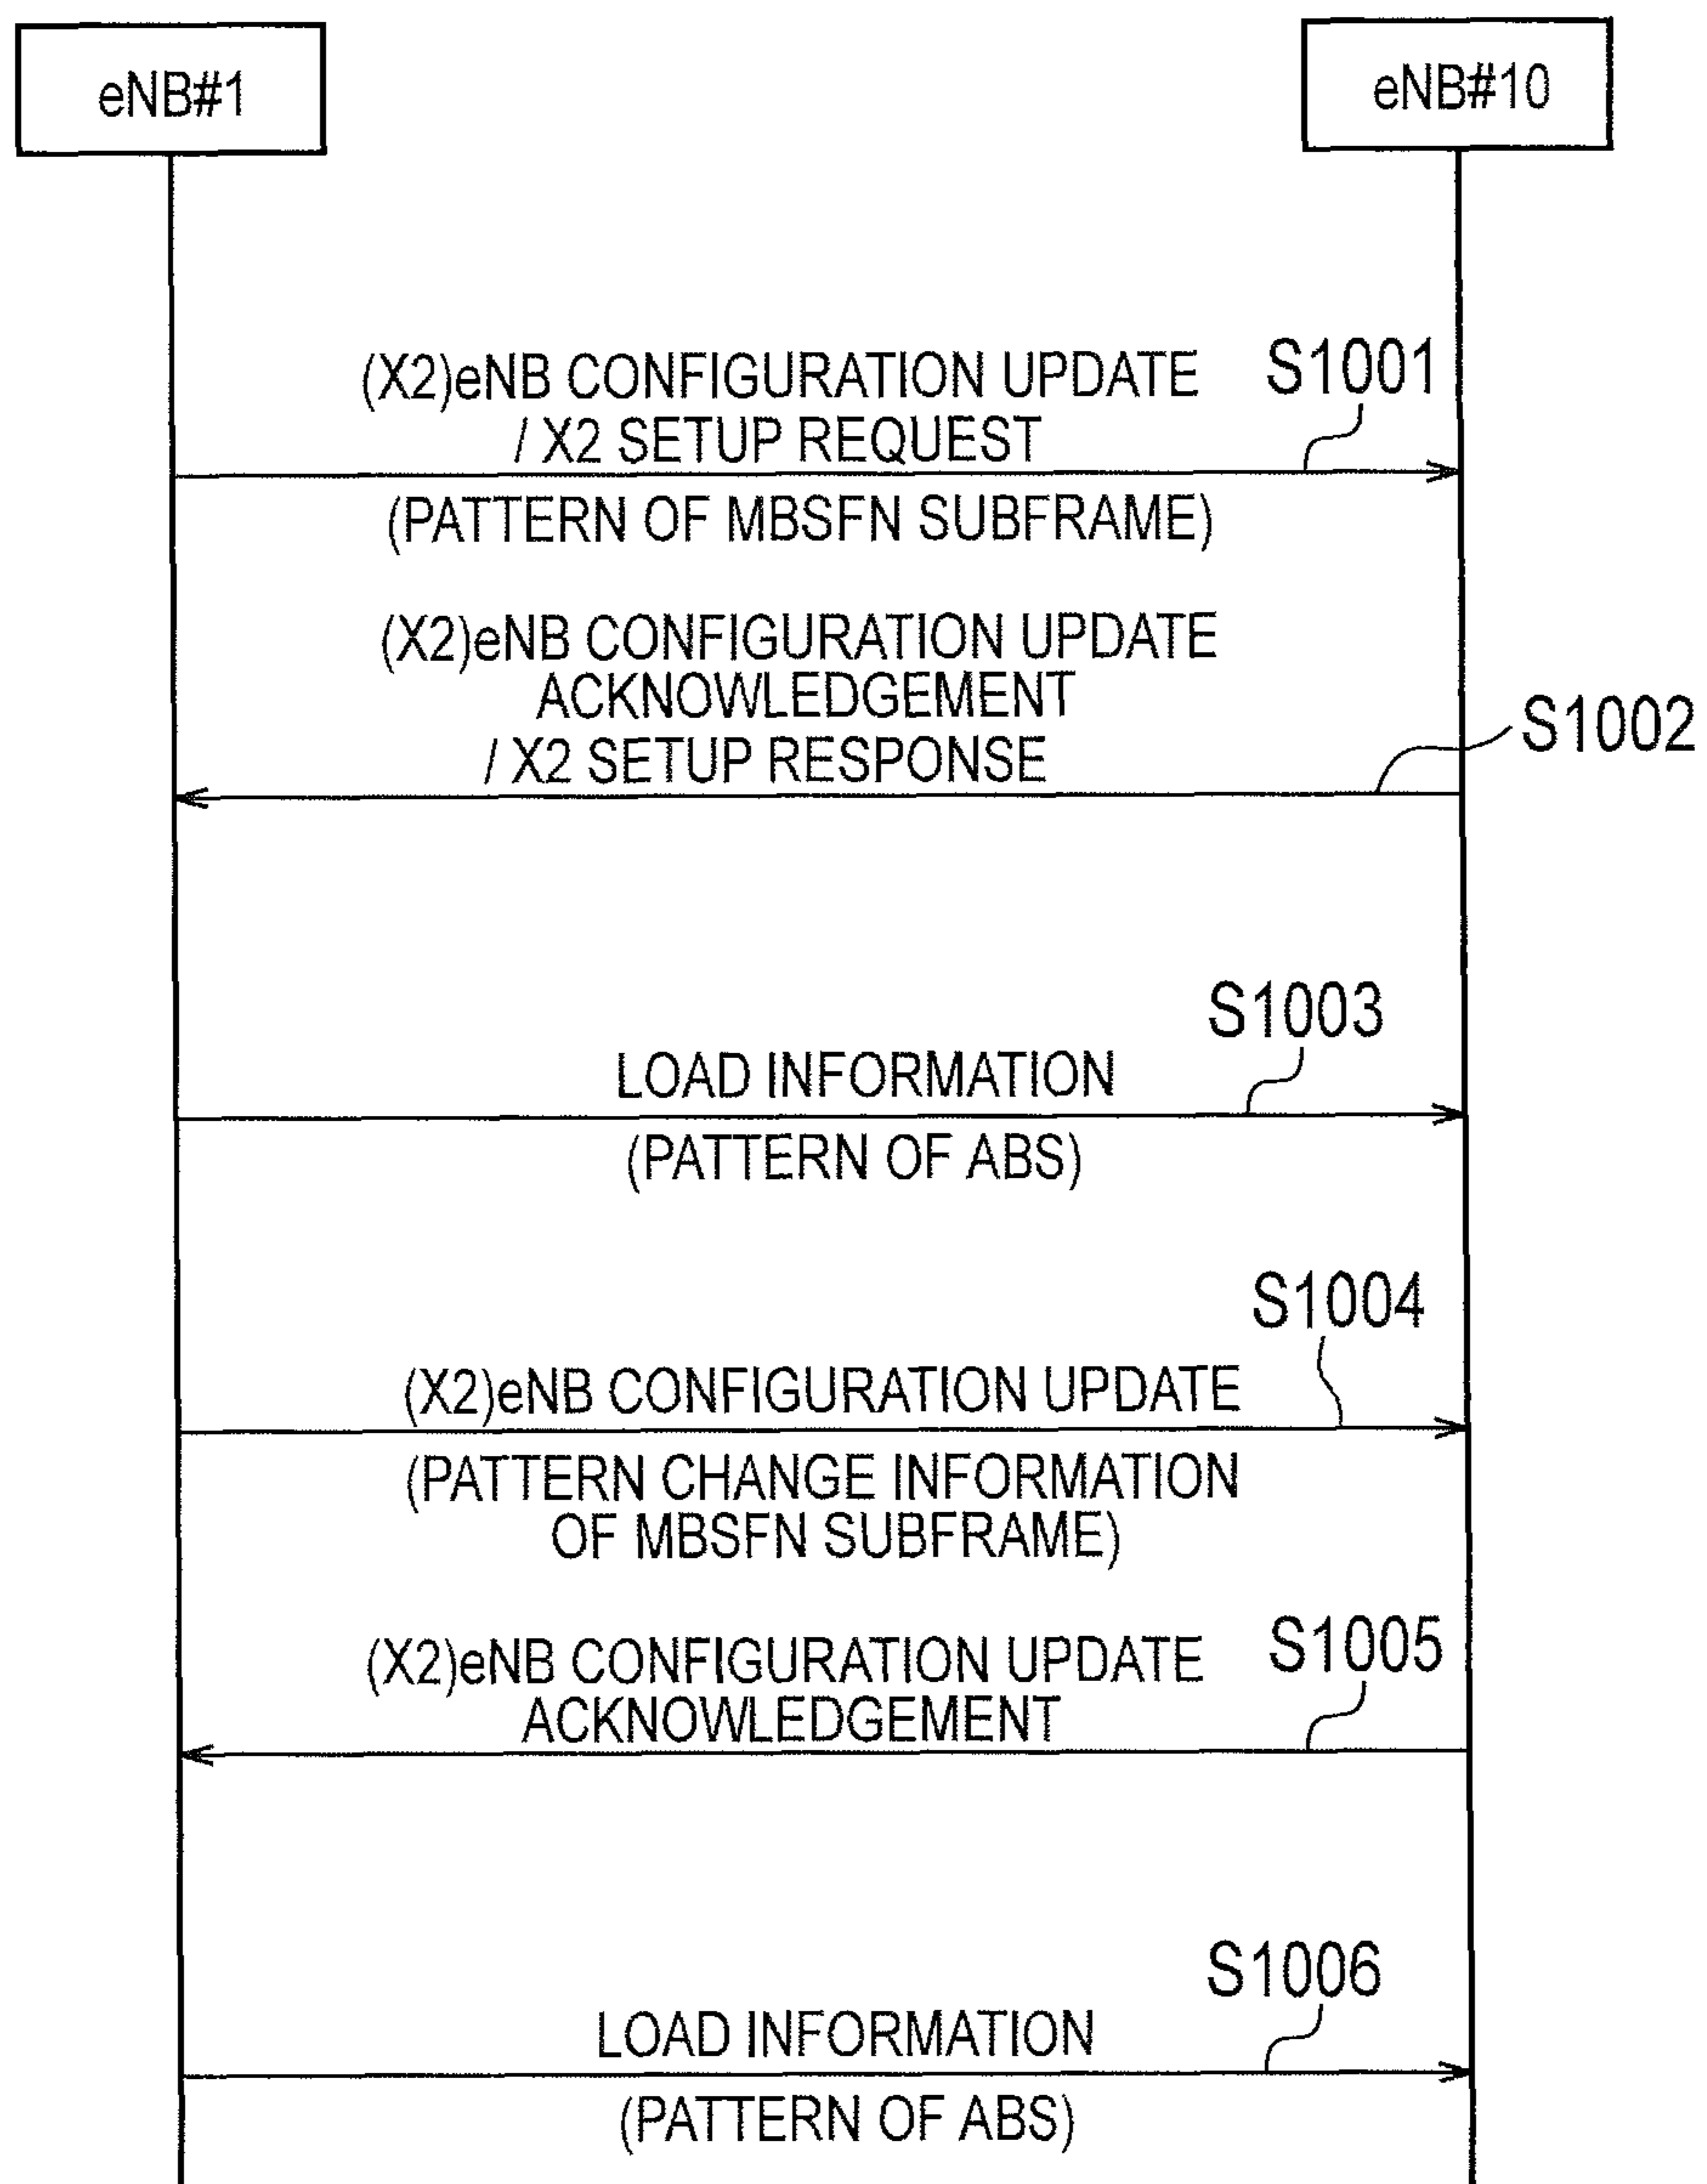 eNB#1
eNB#10
(X2)eNB CONFIGURATION UPDATE
/ X2 SETUP REQUEST
S1001
(PATTERN OF MBSFN SUBFRAME)
(X2)eNB CONFIGURATION UPDATE
ACKNOWLEDGEMENT
/ X2 SETUP RESPONSE
S1002
S1003
LOAD INFORMATION
(PATTERN OF ABS)
S1004
(X2)eNB CONFIGURATION UPDATE
(PATTERN CHANGE INFORMATION
OF MBSFN SUBFRAME)
(X2)eNB CONFIGURATION UPDATE
ACKNOWLEDGEMENT
S1005
S1006
LOAD INFORMATION
(PATTERN OF ABS)